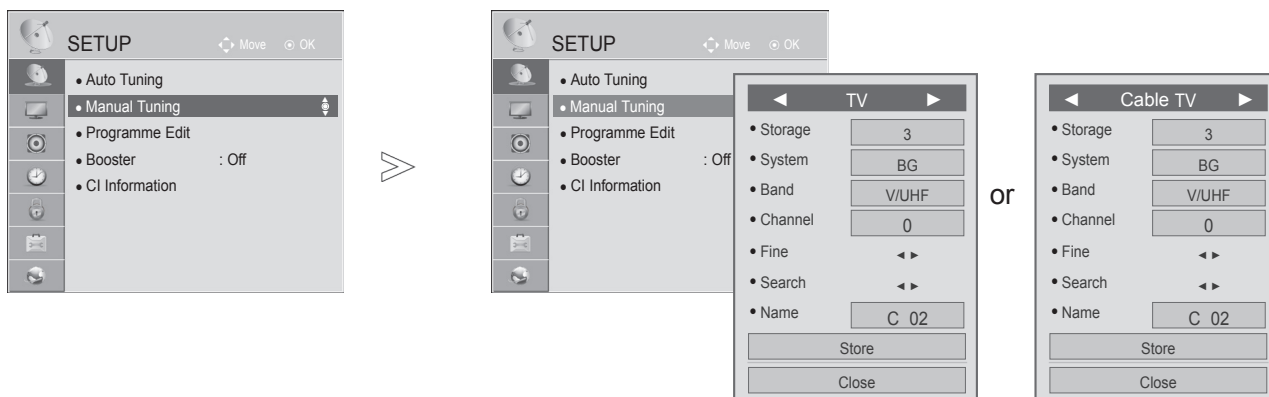 SETUP
Move OK
• Auto Tuning
• Manual Tuning
• Programme Edit
• Booster : Off
• CI Information
SETUP
Move OK
• Auto Tuning
• Manual Tuning
• Programme Edit
• Booster : Off
• CI Information
◄ TV ►
• Storage 3
• System BG
• Band V/UHF
• Channel 0
• Fine ◄ ►
• Search ◄ ►
• Name C 02
Store
Close
or
◄ Cable TV ►
• Storage 3
• System BG
• Band V/UHF
• Channel 0
• Fine ◄ ►
• Search ◄ ►
• Name C 02
Store
Close